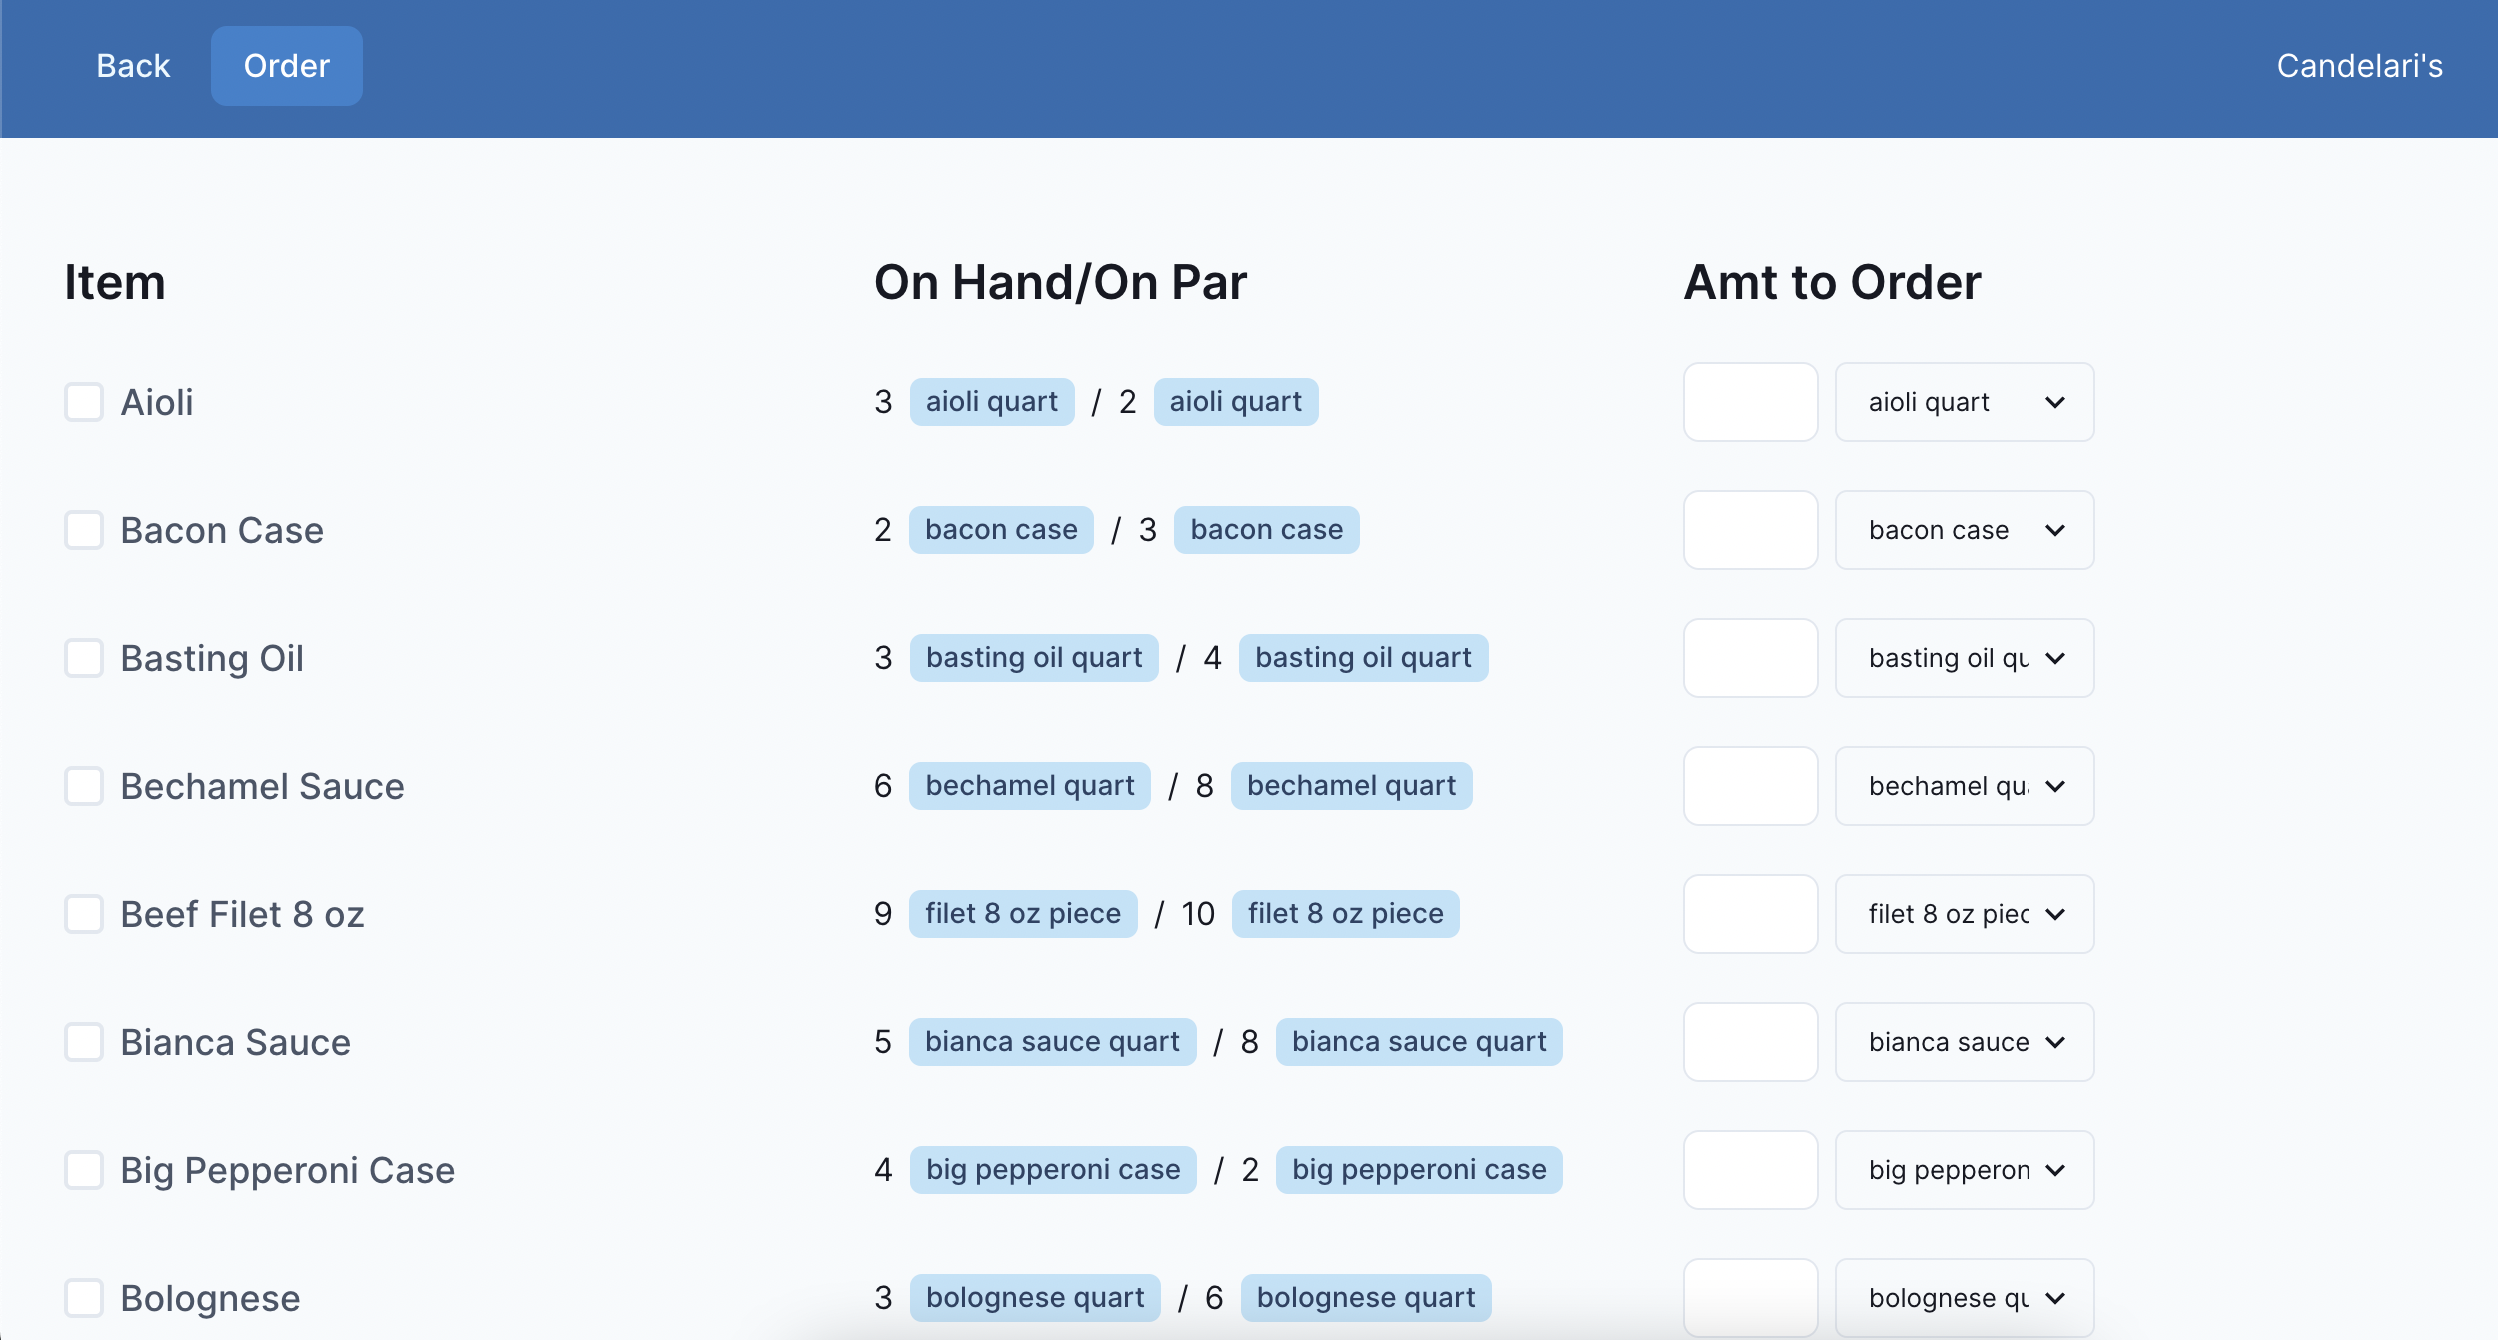 Back Order Candelari's
Item On Hand/On Par Amt to Order
Aioli 3 aioli quart / 2 aioli quart aioli quart
Bacon Case 2 bacon case / 3 bacon case bacon case
Basting Oil 3 basting oil quart / 4 basting oil quart basting oil qu
Bechamel Sauce 6 bechamel quart / 8 bechamel quart bechamel qu
Beef Filet 8 oz 9 filet 8 oz piece / 10 filet 8 oz piece filet 8 oz piec
Bianca Sauce 5 bianca sauce quart / 8 bianca sauce quart bianca sauce
Big Pepperoni Case 4 big pepperoni case / 2 big pepperoni case big pepperon
Bolognese 3 bolognese quart / 6 bolognese quart bolognese qu